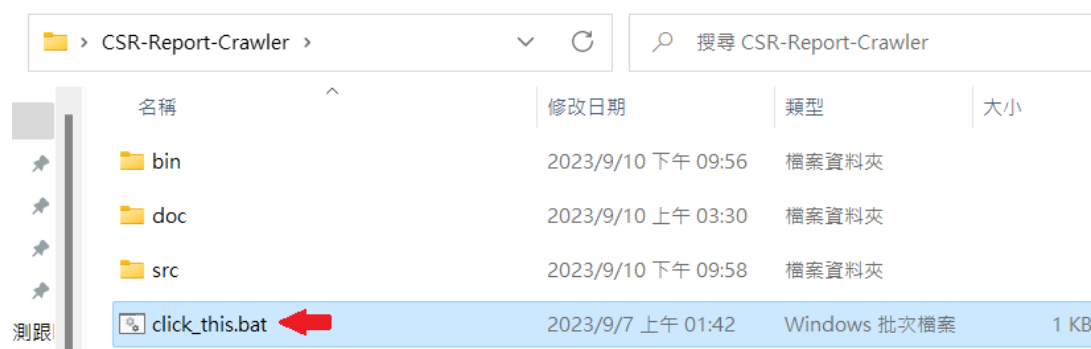 CSR-Report-Crawler
搜尋 CSR-Report-Crawler
名稱 修改日期 類型 大小
bin 2023/9/10 下午 09:56 檔案資料夾
doc 2023/9/10 上午 03:30 檔案資料夾
src 2023/9/10 下午 09:58 檔案資料夾
click_this.bat 2023/9/7 上午 01:42 Windows 批次檔案 1 KB
測跟